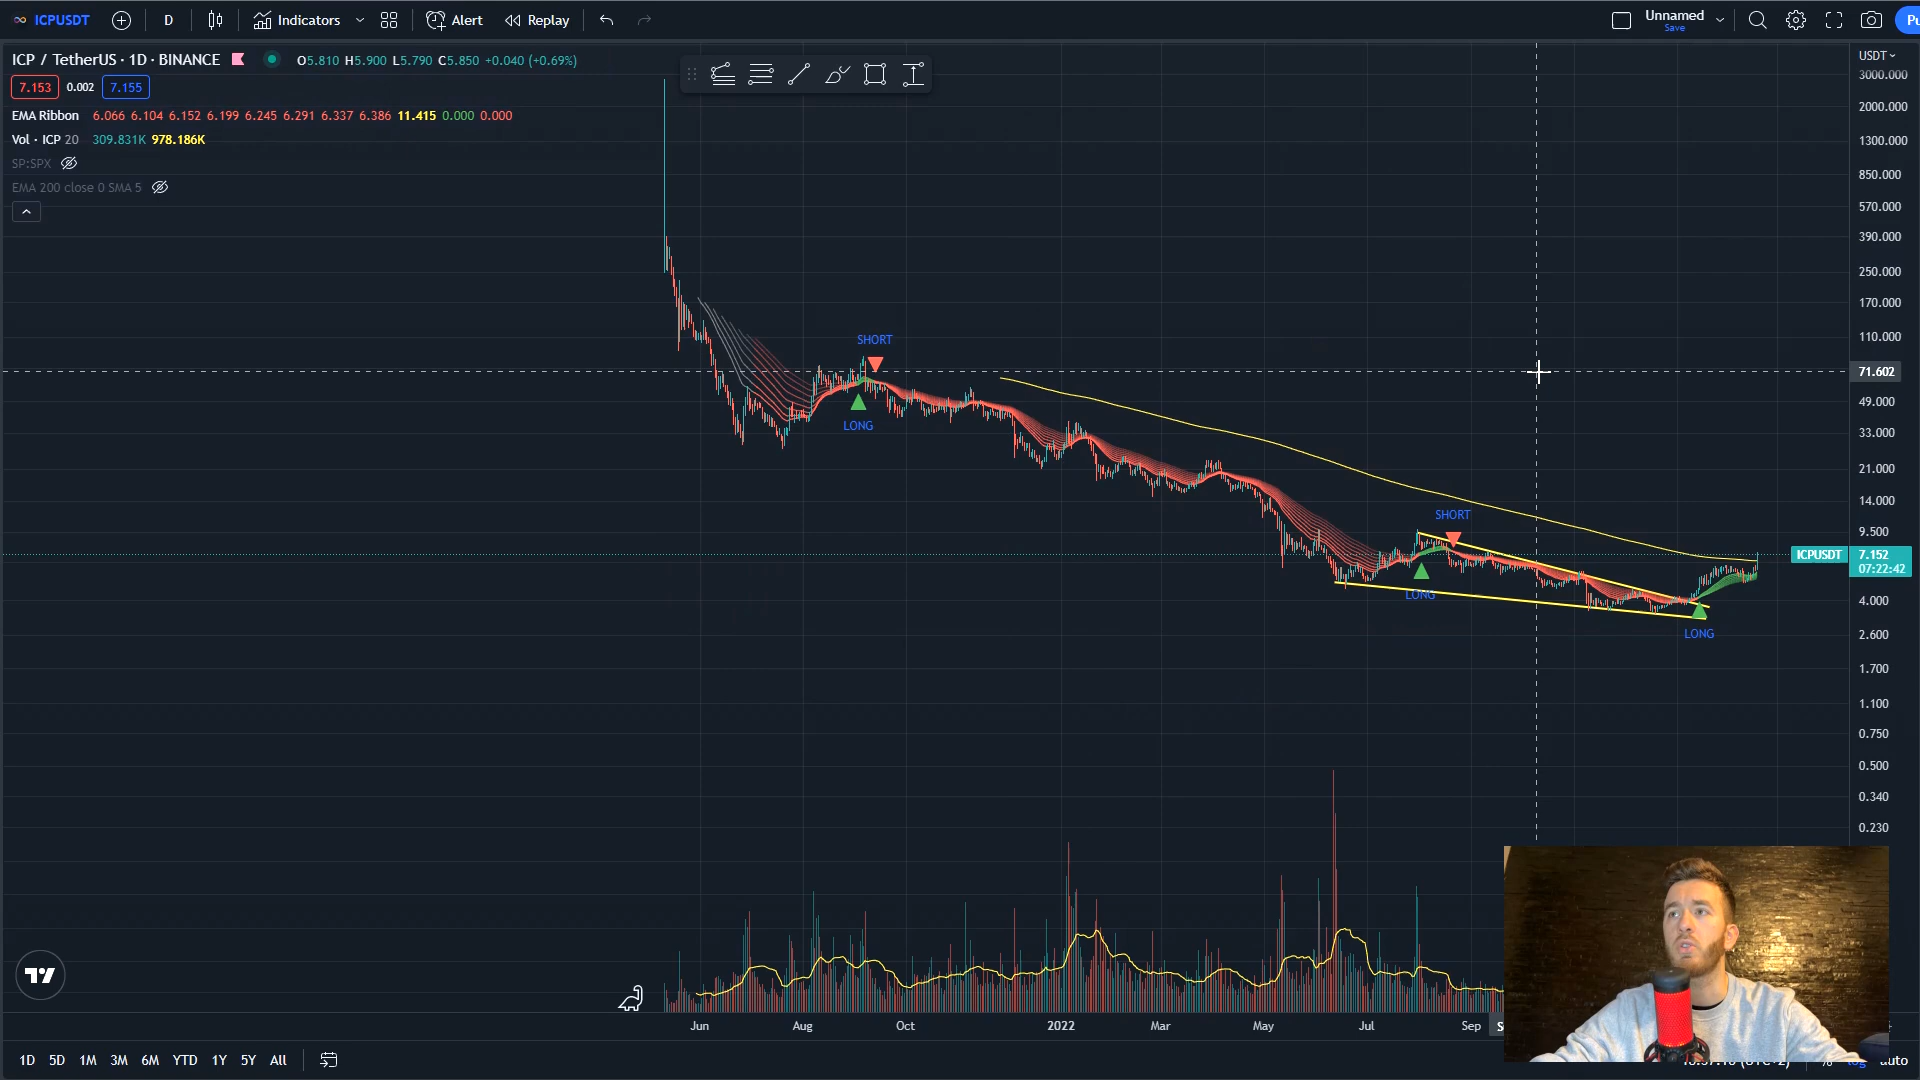 ICPUSDT
D
Indicators
Alert
Replay
Unnamed
Save
Pu
ICP / TetherUS · 1D · BINANCE
O5.810 H5.900 L5.790 C5.850 +0.040 (+0.69%)
7.153 0.002 7.155
EMA Ribbon 6.066 6.104 6.152 6.199 6.245 6.291 6.337 6.386 11.415 0.000 0.000
Vol · ICP 20 309.831K 978.186K
SP:SPX
EMA 200 close 0 SMA 5
USDT
3000.000
2000.000
1300.000
850.000
570.000
390.000
250.000
170.000
110.000
71.602
49.000
33.000
21.000
14.000
9.500
ICPUSDT 7.152
07:22:42
4.000
2.600
1.700
1.100
0.750
0.500
0.340
0.230
SHORT
LONG
SHORT
LONG
LONG
Jun Aug Oct 2022 Mar May Jul Sep
1D 5D 1M 3M 6M YTD 1Y 5Y All
% log auto